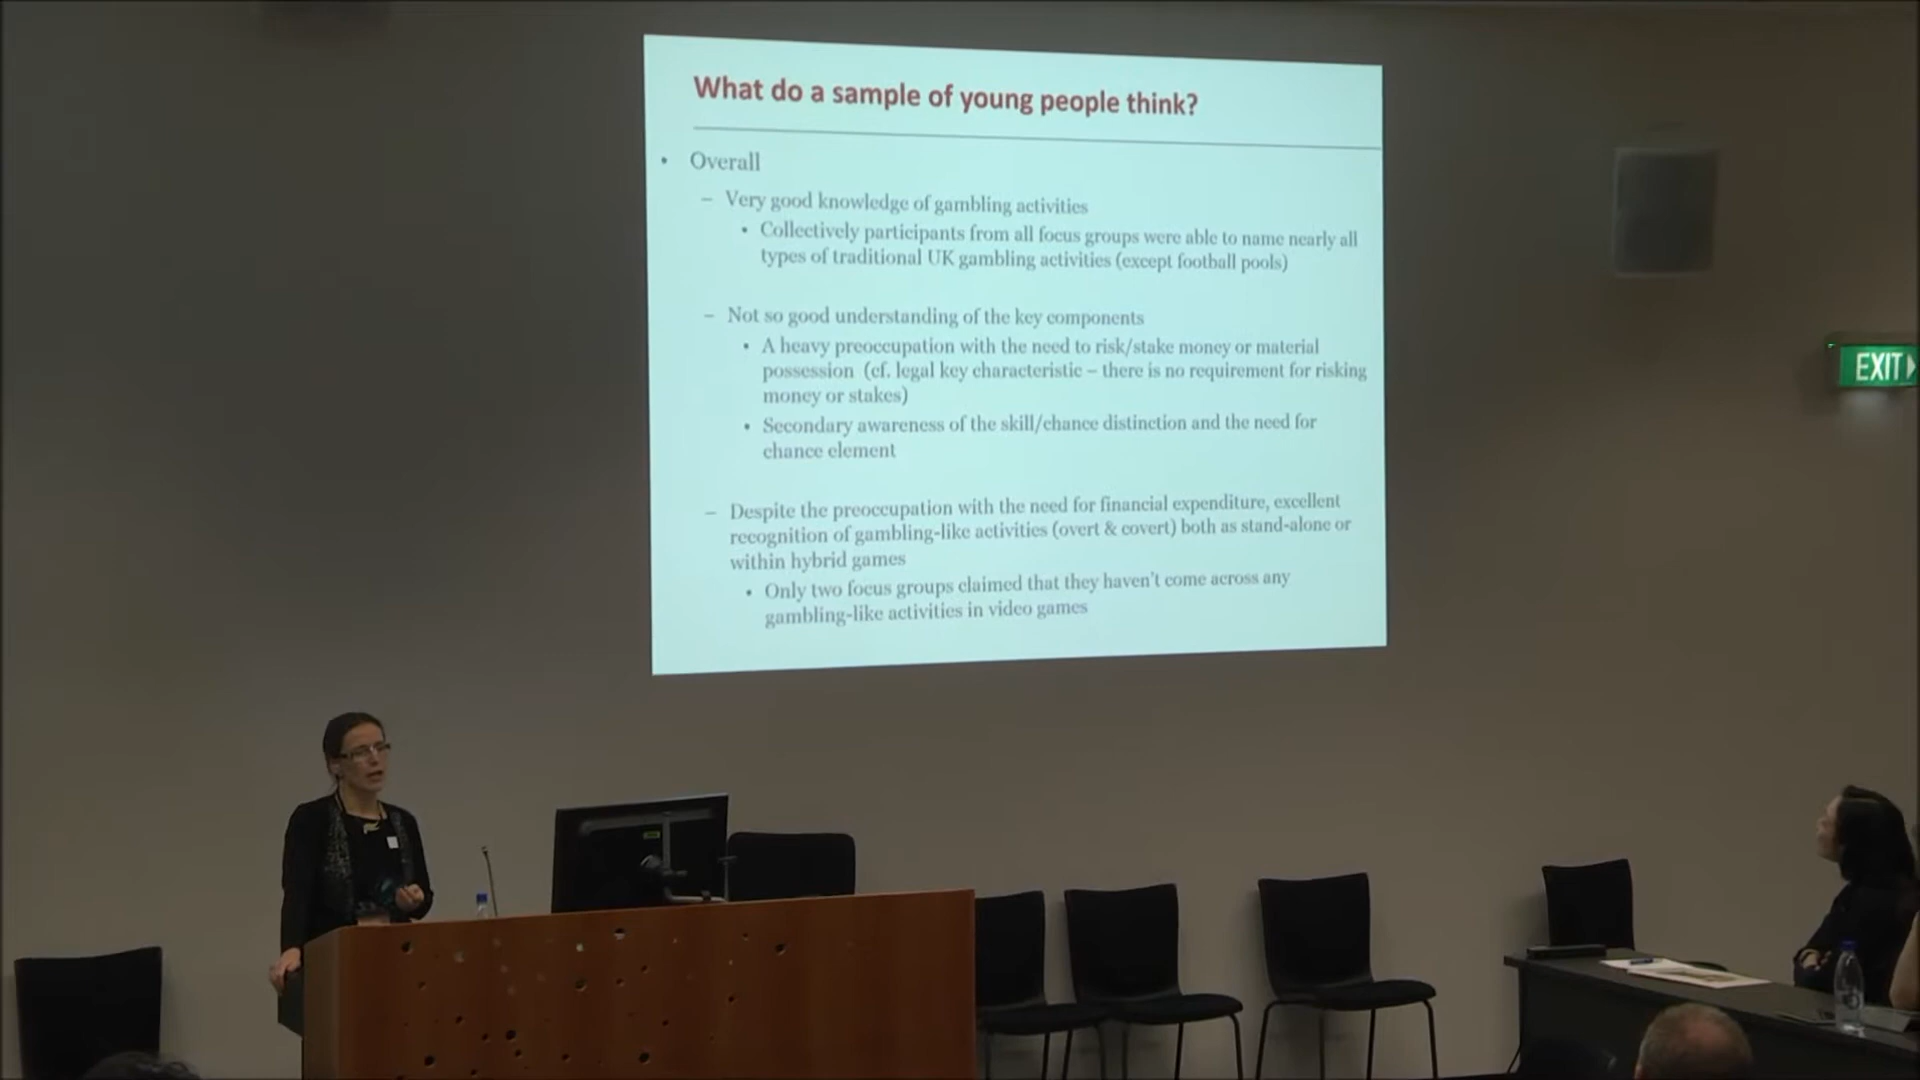 What do a sample of young people think?
• Overall
– Very good knowledge of gambling activities
• Collectively participants from all focus groups were able to name nearly all
types of traditional UK gambling activities (except football pools)
– Not so good understanding of the key components
• A heavy preoccupation with the need to risk/stake money or material
possession (cf. legal key characteristic – there is no requirement for risking
money or stakes)
• Secondary awareness of the skill/chance distinction and the need for
chance element
– Despite the preoccupation with the need for financial expenditure, excellent
recognition of gambling-like activities (overt & covert) both as stand-alone or
within hybrid games
• Only two focus groups claimed that they haven't come across any
gambling-like activities in video games
EXIT